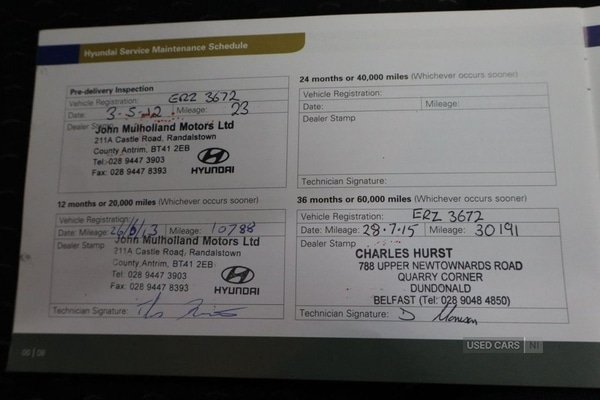 Hyundai Service Maintenance Schedule
Pre-delivery Inspection
Vehicle Registration: ERZ 3672
Date: 3-5-12 Mileage: 23
Dealer Stamp
John Mulholland Motors Ltd
211A Castle Road, Randalstown
County Antrim, BT41 2EB
Tel:-028 9447 3903
Fax: 028 9447 8393
HYUNDAI
24 months or 40,000 miles (Whichever occurs sooner)
Vehicle Registration:
Date: Mileage:
Dealer Stamp
Technician Signature:
12 months or 20,000 miles (Whichever occurs sooner)
Vehicle Registration:
Date: Mileage: 26/6/13 Mileage: 10788
Dealer Stamp
John Mulholland Motors Ltd
211A Castle Road, Randalstown
County Antrim, BT41 2EB
Tel: 028 9447 3903
Fax: 028 9447 8393
HYUNDAI
Technician Signature:
36 months or 60,000 miles (Whichever occurs sooner)
Vehicle Registration: ERZ 3672
Date: Mileage: 29.7.15 Mileage: 30191
Dealer Stamp
CHARLES HURST
788 UPPER NEWTOWNARDS ROAD
QUARRY CORNER
DUNDONALD
BELFAST (Tel: 028 9048 4850)
Technician Signature: D
00 | 08
USED CARS NI